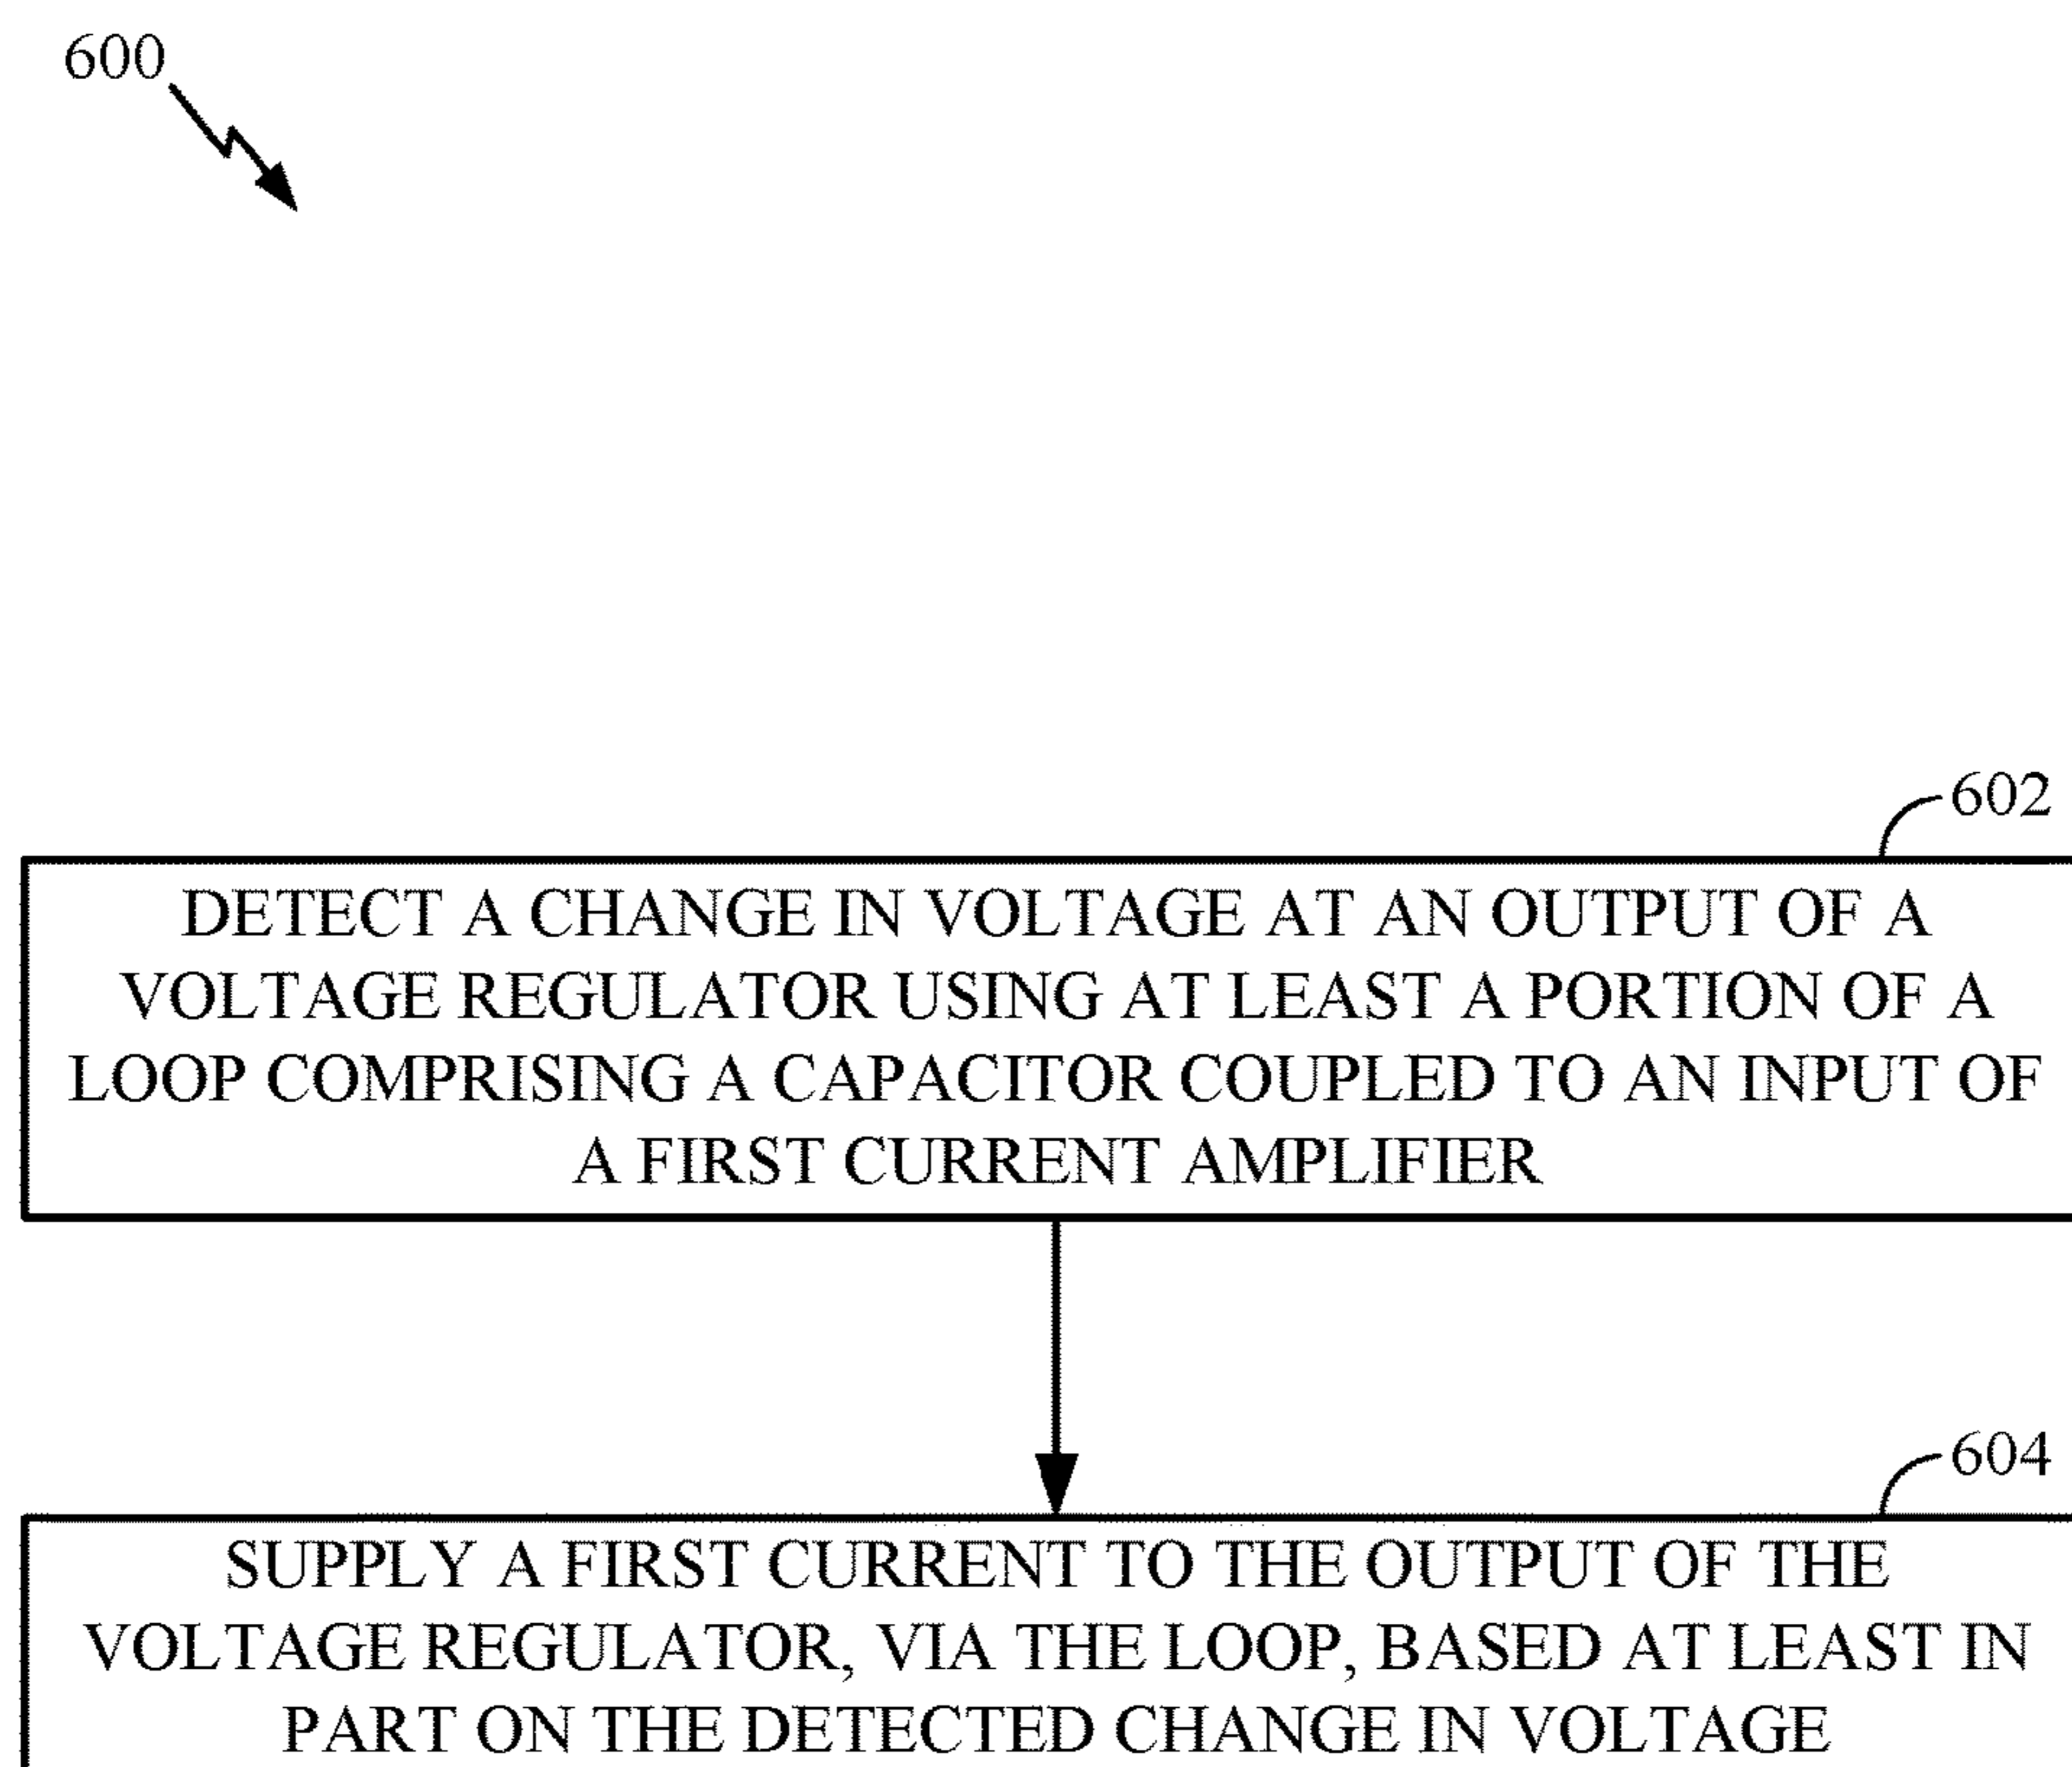 600
602
DETECT A CHANGE IN VOLTAGE AT AN OUTPUT OF A
VOLTAGE REGULATOR USING AT LEAST A PORTION OF A
LOOP COMPRISING A CAPACITOR COUPLED TO AN INPUT OF
A FIRST CURRENT AMPLIFIER
604
SUPPLY A FIRST CURRENT TO THE OUTPUT OF THE
VOLTAGE REGULATOR, VIA THE LOOP, BASED AT LEAST IN
PART ON THE DETECTED CHANGE IN VOLTAGE